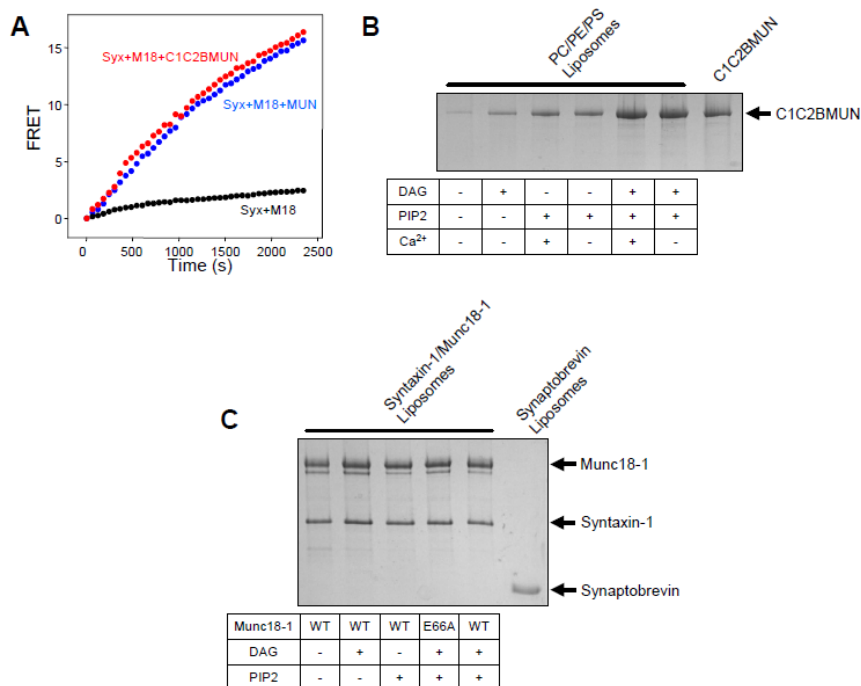 A
Syx+M18+C1C2BMUN
Syx+M18+MUN
Syx+M18
FRET
15
10
5
0
0 500 1000 1500 2000 2500
Time (s)
B
PC/PE/PS
Liposomes
C1C2BMUN
C1C2BMUN
DAG - + - - + +
PIP2 - - + + + +
Ca2+ - - + - + -
C
Syntaxin-1/Munc18-1
Liposomes
Synaptobrevin
Liposomes
Munc18-1
Syntaxin-1
Synaptobrevin
Munc18-1 WT WT WT E66A WT
DAG - + - + +
PIP2 - - + + +